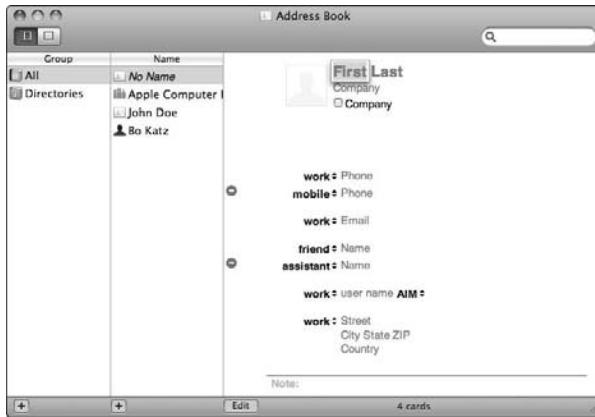 Address Book
Group
Name
All
Directories
No Name
Apple Computer
John Doe
Bo Katz
First Last
Company
Company
work Phone
mobile Phone
work Email
friend Name
assistant Name
work user name AIM
work Street
City State ZIP
Country
Note:
Edit
4 cards